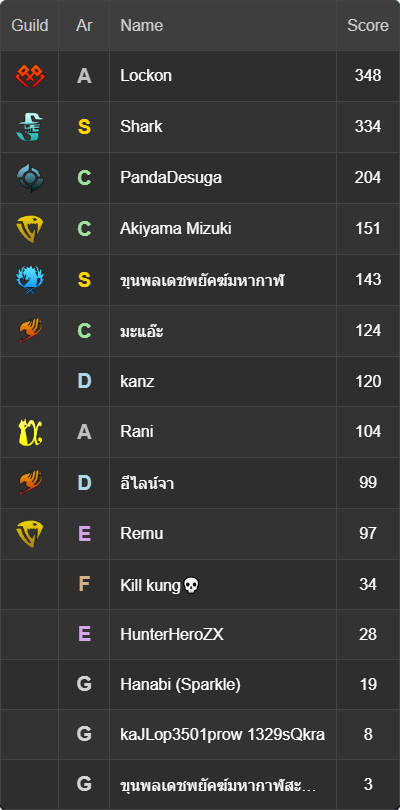 Guild Ar Name Score
A Lockon 348
S Shark 334
C PandaDesuga 204
C Akiyama Mizuki 151
S ขุนพลเดชพยัคฆ์มหากาฬ 143
C มะแอ๊ะ 124
D kanz 120
A Rani 104
D อีไลน์จา 99
E Remu 97
F Kill kung💀 34
E HunterHeroZX 28
G Hanabi (Sparkle) 19
G kaJLop3501prow 1329sQkra 8
G ขุนพลเดชพยัคฆ์มหากาฬสะ... 3